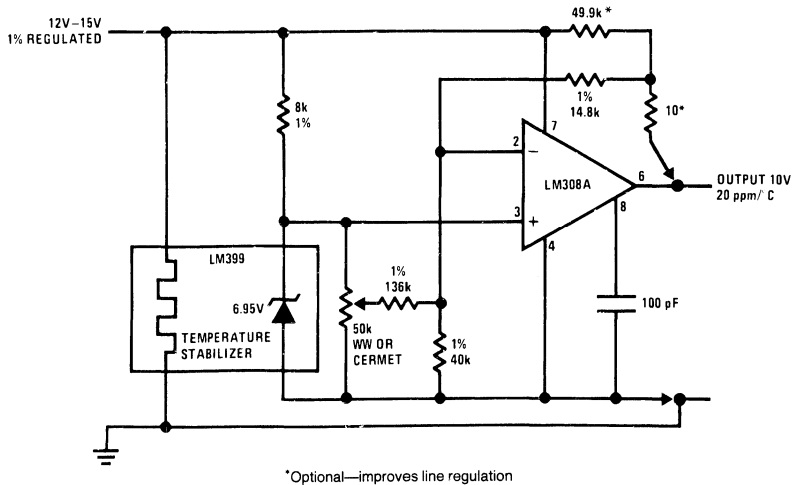 12V–15V
1% REGULATED
49.9k*
1%
14.8k
10*
8k
1%
7
2
−
LM308A
6
OUTPUT 10V
20 ppm/°C
3
+
8
4
LM399
6.95V
TEMPERATURE
STABILIZER
1%
136k
50k
WW OR
CERMET
1%
40k
100 pF
*Optional—improves line regulation